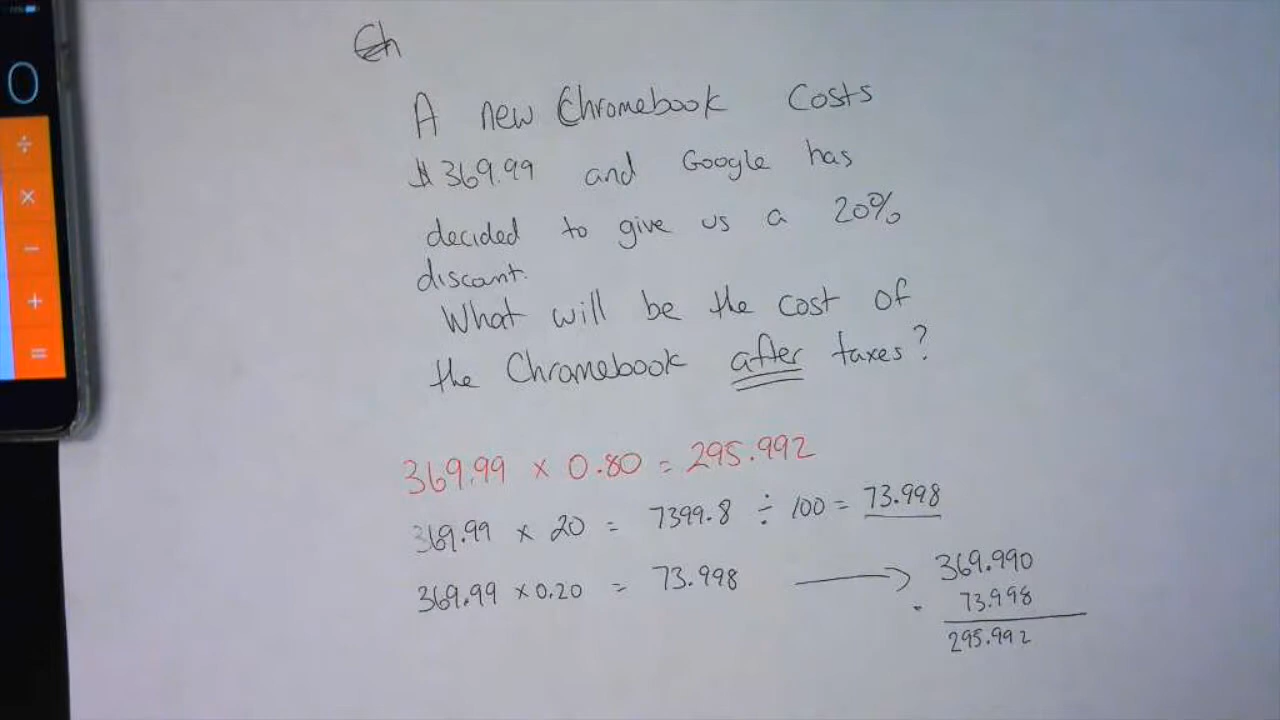 Ch
A new Chromebook costs
$369.99 and Google has
decided to give us a 20%
discount.
What will be the cost of
the Chromebook after taxes?
369.99 × 0.80 = 295.992
369.99 × 20 = 7399.8 ÷ 100 = 73.998
369.99 × 0.20 = 73.998 → 369.990
- 73.998
295.992
0
÷
×
−
+
=